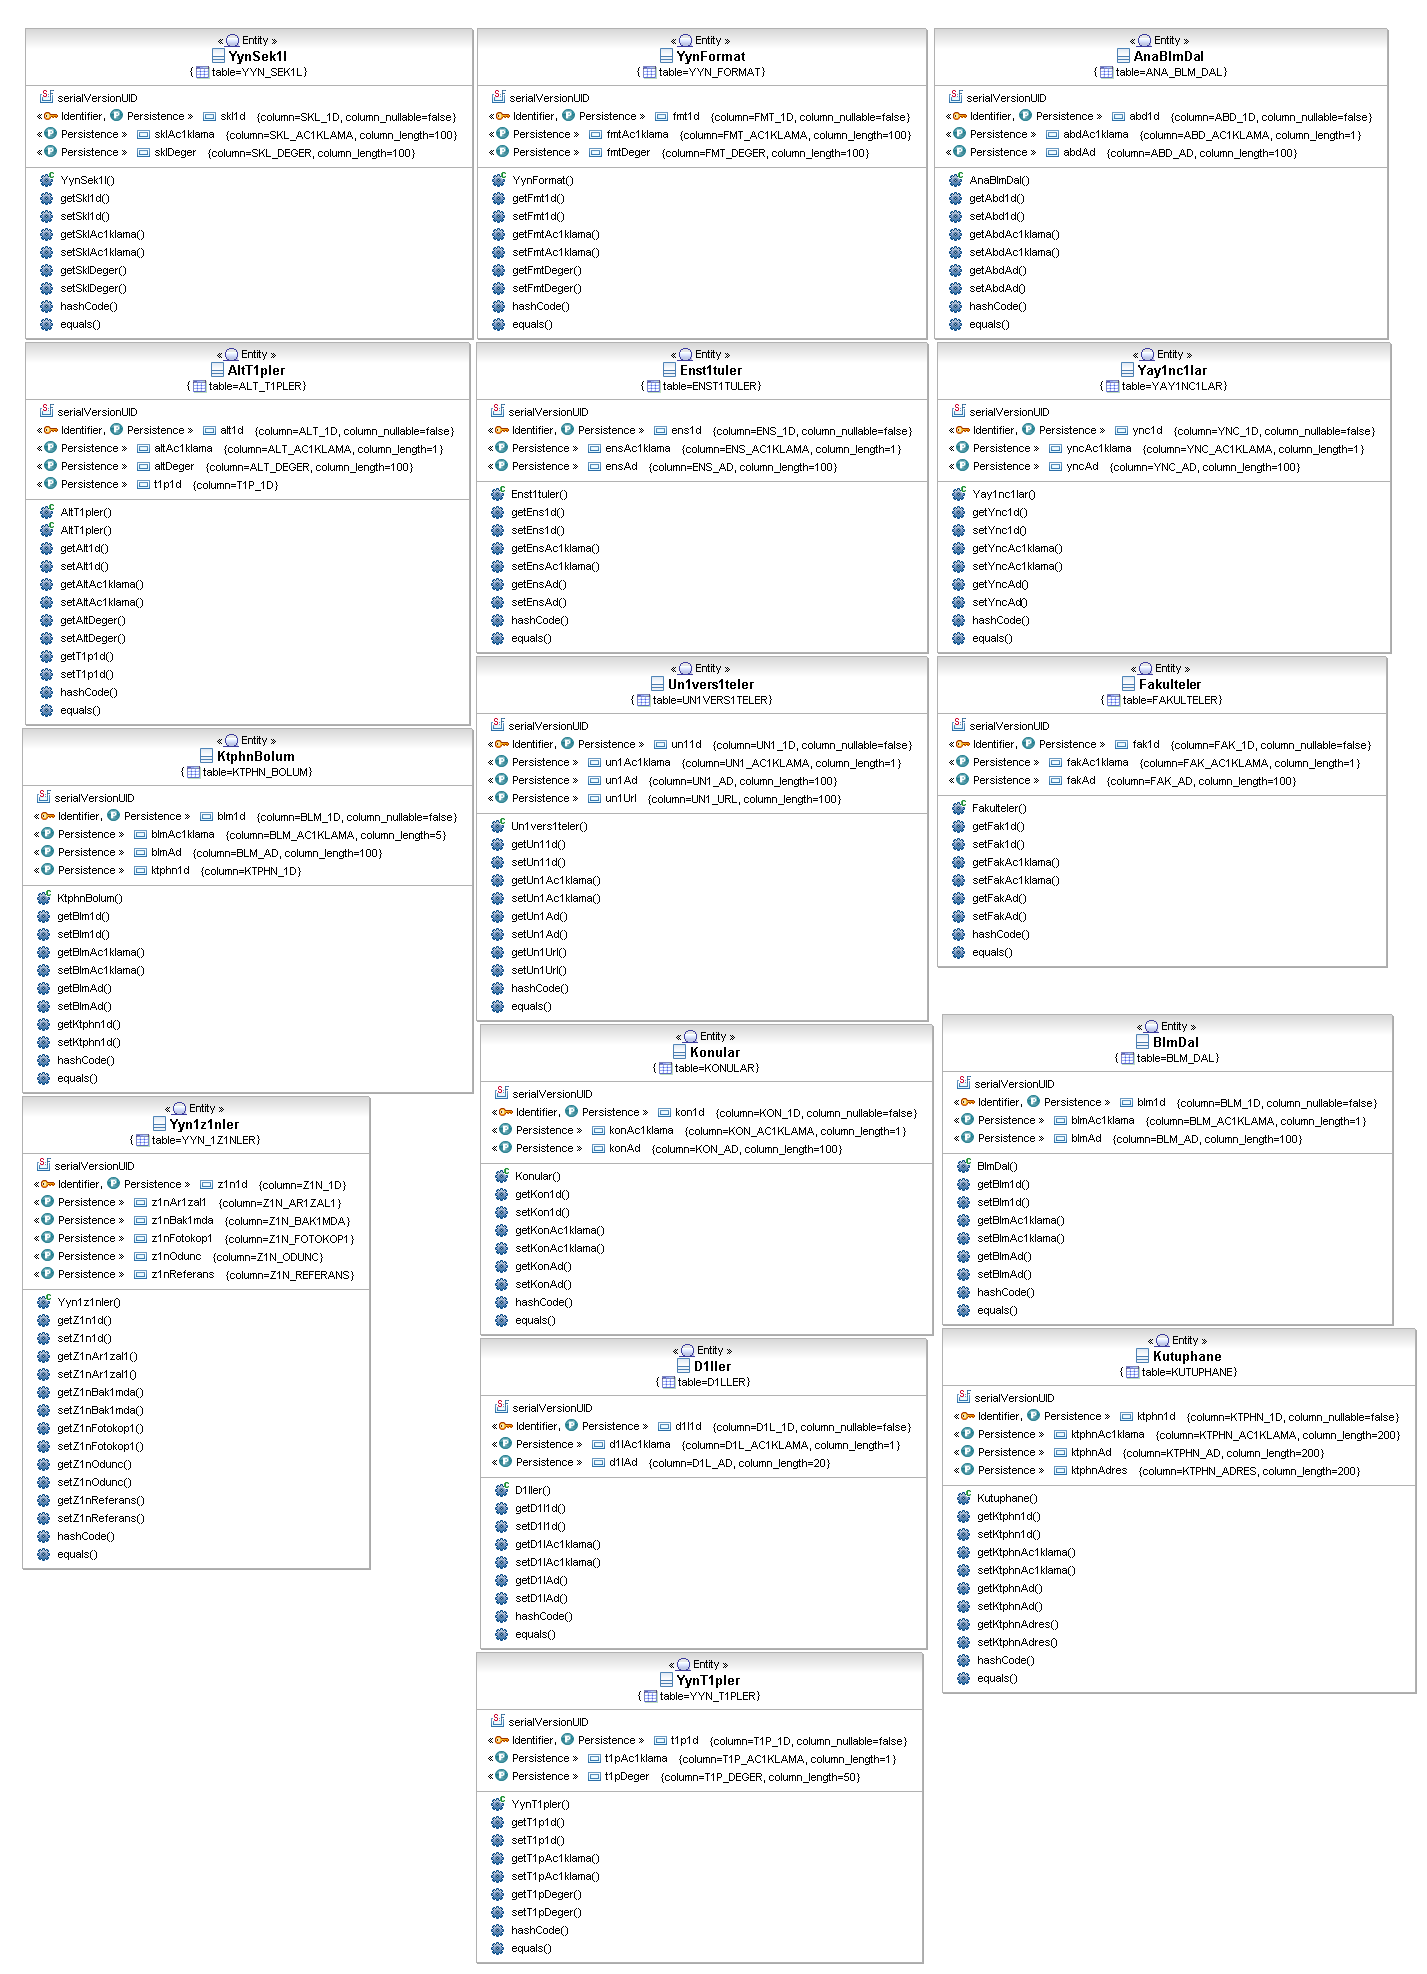 « Entity »
YynSek1l
{ table=YYN_SEK1L}
serialVersionUID
« Identifier, Persistence » skl1d {column=SKL_1D, column_nullable=false}
« Persistence » sklAc1klama {column=SKL_AC1KLAMA, column_length=100}
« Persistence » sklDeger {column=SKL_DEGER, column_length=100}
YynSek1l()
getSkl1d()
setSkl1d()
getSklAc1klama()
setSklAc1klama()
getSklDeger()
setSklDeger()
hashCode()
equals()
« Entity »
YynFormat
{ table=YYN_FORMAT}
serialVersionUID
« Identifier, Persistence » fmt1d {column=FMT_1D, column_nullable=false}
« Persistence » fmtAc1klama {column=FMT_AC1KLAMA, column_length=100}
« Persistence » fmtDeger {column=FMT_DEGER, column_length=100}
YynFormat()
getFmt1d()
setFmt1d()
getFmtAc1klama()
setFmtAc1klama()
getFmtDeger()
setFmtDeger()
hashCode()
equals()
« Entity »
AnaBlmDal
{ table=ANA_BLM_DAL}
serialVersionUID
« Identifier, Persistence » abd1d {column=ABD_1D, column_nullable=false}
« Persistence » abdAc1klama {column=ABD_AC1KLAMA, column_length=1}
« Persistence » abdAd {column=ABD_AD, column_length=100}
AnaBlmDal()
getAbd1d()
setAbd1d()
getAbdAc1klama()
setAbdAc1klama()
getAbdAd()
setAbdAd()
hashCode()
equals()
« Entity »
AltT1pler
{ table=ALT_T1PLER}
serialVersionUID
« Identifier, Persistence » alt1d {column=ALT_1D, column_nullable=false}
« Persistence » altAc1klama {column=ALT_AC1KLAMA, column_length=1}
« Persistence » altDeger {column=ALT_DEGER, column_length=100}
« Persistence » t1p1d {column=T1P_1D}
AltT1pler()
AltT1pler()
getAlt1d()
setAlt1d()
getAltAc1klama()
setAltAc1klama()
getAltDeger()
setAltDeger()
getT1p1d()
setT1p1d()
hashCode()
equals()
« Entity »
Enst1tuler
{ table=ENST1TULER}
serialVersionUID
« Identifier, Persistence » ens1d {column=ENS_1D, column_nullable=false}
« Persistence » ensAc1klama {column=ENS_AC1KLAMA, column_length=1}
« Persistence » ensAd {column=ENS_AD, column_length=100}
Enst1tuler()
getEns1d()
setEns1d()
getEnsAc1klama()
setEnsAc1klama()
getEnsAd()
setEnsAd()
hashCode()
equals()
« Entity »
Yay1nc1lar
{ table=YAY1NC1LAR}
serialVersionUID
« Identifier, Persistence » ync1d {column=YNC_1D, column_nullable=false}
« Persistence » yncAc1klama {column=YNC_AC1KLAMA, column_length=1}
« Persistence » yncAd {column=YNC_AD, column_length=100}
Yay1nc1lar()
getYnc1d()
setYnc1d()
getYncAc1klama()
setYncAc1klama()
getYncAd()
setYncAd()
hashCode()
equals()
« Entity »
KtphnBolum
{ table=KTPHN_BOLUM}
serialVersionUID
« Identifier, Persistence » blm1d {column=BLM_1D, column_nullable=false}
« Persistence » blmAc1klama {column=BLM_AC1KLAMA, column_length=5}
« Persistence » blmAd {column=BLM_AD, column_length=100}
« Persistence » ktphn1d {column=KTPHN_1D}
KtphnBolum()
getBlm1d()
setBlm1d()
getBlmAc1klama()
setBlmAc1klama()
getBlmAd()
setBlmAd()
getKtphn1d()
setKtphn1d()
hashCode()
equals()
« Entity »
Un1vers1teler
{ table=UN1VERS1TELER}
serialVersionUID
« Identifier, Persistence » un11d {column=UN1_1D, column_nullable=false}
« Persistence » un1Ac1klama {column=UN1_AC1KLAMA, column_length=1}
« Persistence » un1Ad {column=UN1_AD, column_length=100}
« Persistence » un1Url {column=UN1_URL, column_length=100}
Un1vers1teler()
getUn11d()
setUn11d()
getUn1Ac1klama()
setUn1Ac1klama()
getUn1Ad()
setUn1Ad()
getUn1Url()
setUn1Url()
hashCode()
equals()
« Entity »
Fakulteler
{ table=FAKULTELER}
serialVersionUID
« Identifier, Persistence » fak1d {column=FAK_1D, column_nullable=false}
« Persistence » fakAc1klama {column=FAK_AC1KLAMA, column_length=1}
« Persistence » fakAd {column=FAK_AD, column_length=100}
Fakulteler()
getFak1d()
setFak1d()
getFakAc1klama()
setFakAc1klama()
getFakAd()
setFakAd()
hashCode()
equals()
« Entity »
Yyn1z1nler
{ table=YYN_1Z1NLER}
serialVersionUID
« Identifier, Persistence » z1n1d {column=Z1N_1D}
« Persistence » z1nAr1zal1 {column=Z1N_AR1ZAL1}
« Persistence » z1nBak1mda {column=Z1N_BAK1MDA}
« Persistence » z1nFotokop1 {column=Z1N_FOTOKOP1}
« Persistence » z1nOdunc {column=Z1N_ODUNC}
« Persistence » z1nReferans {column=Z1N_REFERANS}
Yyn1z1nler()
getZ1n1d()
setZ1n1d()
getZ1nAr1zal1()
setZ1nAr1zal1()
getZ1nBak1mda()
setZ1nBak1mda()
getZ1nFotokop1()
setZ1nFotokop1()
getZ1nOdunc()
setZ1nOdunc()
getZ1nReferans()
setZ1nReferans()
hashCode()
equals()
« Entity »
Konular
{ table=KONULAR}
serialVersionUID
« Identifier, Persistence » kon1d {column=KON_1D, column_nullable=false}
« Persistence » konAc1klama {column=KON_AC1KLAMA, column_length=1}
« Persistence » konAd {column=KON_AD, column_length=100}
Konular()
getKon1d()
setKon1d()
getKonAc1klama()
setKonAc1klama()
getKonAd()
setKonAd()
hashCode()
equals()
« Entity »
BlmDal
{ table=BLM_DAL}
serialVersionUID
« Identifier, Persistence » blm1d {column=BLM_1D, column_nullable=false}
« Persistence » blmAc1klama {column=BLM_AC1KLAMA, column_length=1}
« Persistence » blmAd {column=BLM_AD, column_length=100}
BlmDal()
getBlm1d()
setBlm1d()
getBlmAc1klama()
setBlmAc1klama()
getBlmAd()
setBlmAd()
hashCode()
equals()
« Entity »
D1ller
{ table=D1LLER}
serialVersionUID
« Identifier, Persistence » d1l1d {column=D1L_1D, column_nullable=false}
« Persistence » d1lAc1klama {column=D1L_AC1KLAMA, column_length=1}
« Persistence » d1lAd {column=D1L_AD, column_length=20}
D1ller()
getD1l1d()
setD1l1d()
getD1lAc1klama()
setD1lAc1klama()
getD1lAd()
setD1lAd()
hashCode()
equals()
« Entity »
Kutuphane
{ table=KUTUPHANE}
serialVersionUID
« Identifier, Persistence » ktphn1d {column=KTPHN_1D, column_nullable=false}
« Persistence » ktphnAc1klama {column=KTPHN_AC1KLAMA, column_length=200}
« Persistence » ktphnAd {column=KTPHN_AD, column_length=200}
« Persistence » ktphnAdres {column=KTPHN_ADRES, column_length=200}
Kutuphane()
getKtphn1d()
setKtphn1d()
getKtphnAc1klama()
setKtphnAc1klama()
getKtphnAd()
setKtphnAd()
getKtphnAdres()
setKtphnAdres()
hashCode()
equals()
« Entity »
YynT1pler
{ table=YYN_T1PLER}
serialVersionUID
« Identifier, Persistence » t1p1d {column=T1P_1D, column_nullable=false}
« Persistence » t1pAc1klama {column=T1P_AC1KLAMA, column_length=1}
« Persistence » t1pDeger {column=T1P_DEGER, column_length=50}
YynT1pler()
getT1p1d()
setT1p1d()
getT1pAc1klama()
setT1pAc1klama()
getT1pDeger()
setT1pDeger()
hashCode()
equals()